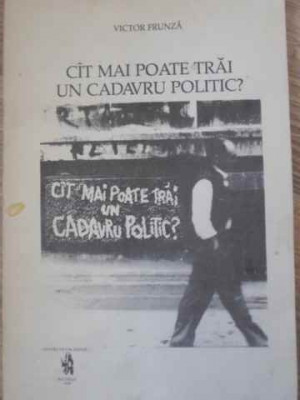 VICTOR FRUNZĂ
CÎT MAI POATE TRĂI
UN CADAVRU POLITIC?
CÎT MAI POATE TRĂI
UN
CADAVRU POLITIC?